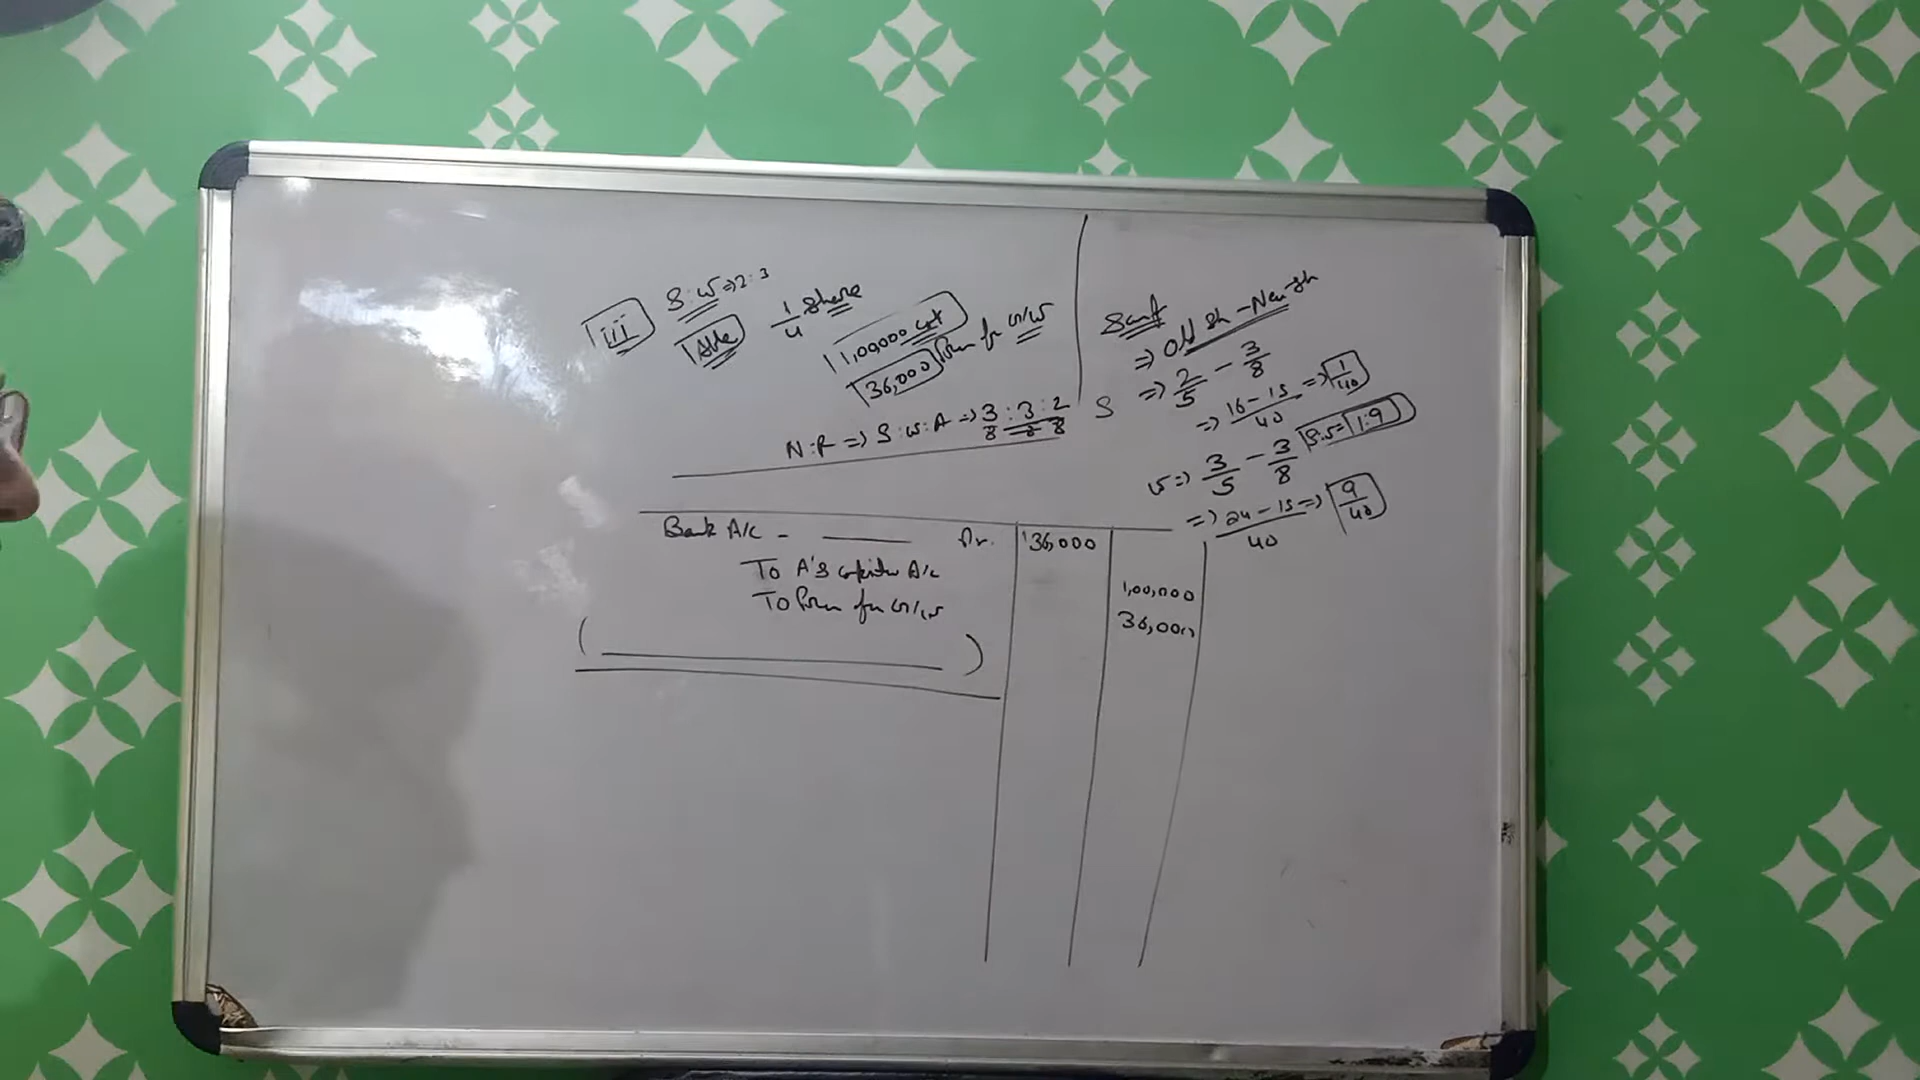 iii S:W=>2:3
Able 1/4 share
1,00,000 cpt
36,000 Prem for G/W
N:R => S:W:A => 3/8 : 3/8 : 2/8
Sacrf
=> Old sh - New sh
S => 2/5 - 3/8
=> 16-15/40 => 1/40
W => 3/5 - 3/8 S.S = 1:9
=> 24-15/40 => 9/40
Bank A/c - Dr. 136,000
To A's capital A/c 1,00,000
To Prem for G/W 36,000
( )